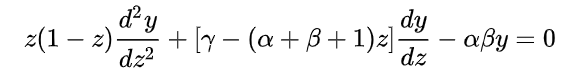 z(1 − z) d²y/dz² + [γ − (α + β + 1)z] dy/dz − αβy = 0